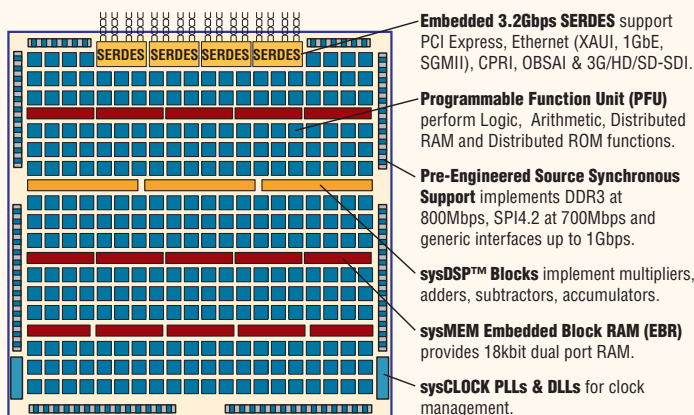 SERDES SERDES SERDES SERDES
Embedded 3.2Gbps SERDES support
PCI Express, Ethernet (XAUI, 1GbE,
SGMII), CPRI, OBSAI & 3G/HD/SD-SDI.
Programmable Function Unit (PFU)
perform Logic, Arithmetic, Distributed
RAM and Distributed ROM functions.
Pre-Engineered Source Synchronous
Support implements DDR3 at
800Mbps, SPI4.2 at 700Mbps and
generic interfaces up to 1Gbps.
sysDSP™ Blocks implement multipliers,
adders, subtractors, accumulators.
sysMEM Embedded Block RAM (EBR)
provides 18kbit dual port RAM.
sysCLOCK PLLs & DLLs for clock
management.